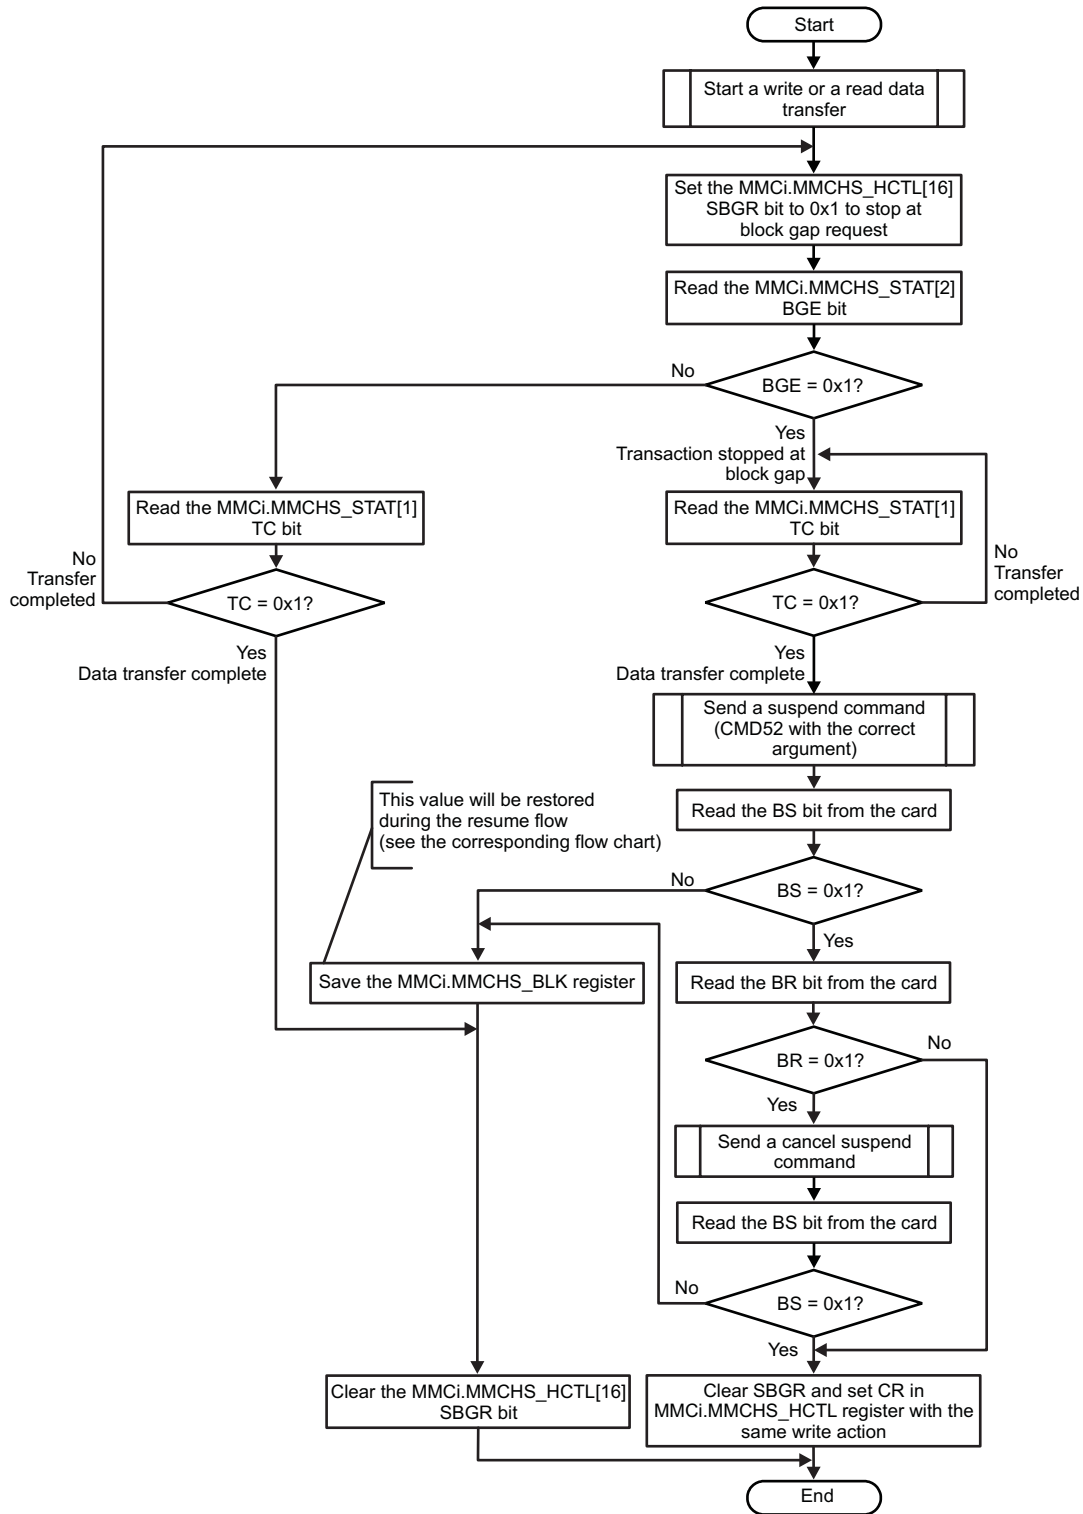 Start
Start a write or a read data
transfer
Set the MMCi.MMCHS_HCTL[16]
SBGR bit to 0x1 to stop at
block gap request
Read the MMCi.MMCHS_STAT[2]
BGE bit
No
BGE = 0x1?
Yes
Transaction stopped at
block gap
Read the MMCi.MMCHS_STAT[1]
TC bit
Read the MMCi.MMCHS_STAT[1]
TC bit
No
Transfer
completed
TC = 0x1?
TC = 0x1?
No
Transfer
completed
Yes
Data transfer complete
Yes
Data transfer complete
Send a suspend command
(CMD52 with the correct
argument)
This value will be restored
during the resume flow
(see the corresponding flow chart)
Read the BS bit from the card
No
BS = 0x1?
Yes
Save the MMCi.MMCHS_BLK register
Read the BR bit from the card
No
BR = 0x1?
Yes
Send a cancel suspend
command
Read the BS bit from the card
No
BS = 0x1?
Yes
Clear the MMCi.MMCHS_HCTL[16]
SBGR bit
Clear SBGR and set CR in
MMCi.MMCHS_HCTL register with the
same write action
End